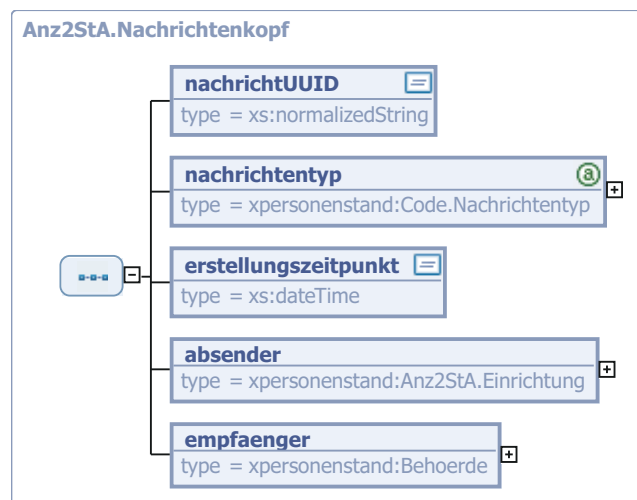 Anz2StA.Nachrichtenkopf
nachrichtUUID
type = xs:normalizedString
nachrichtentyp
a
type = xpersonenstand:Code.Nachrichtentyp
erstellungszeitpunkt
type = xs:dateTime
absender
type = xpersonenstand:Anz2StA.Einrichtung
empfaenger
type = xpersonenstand:Behoerde